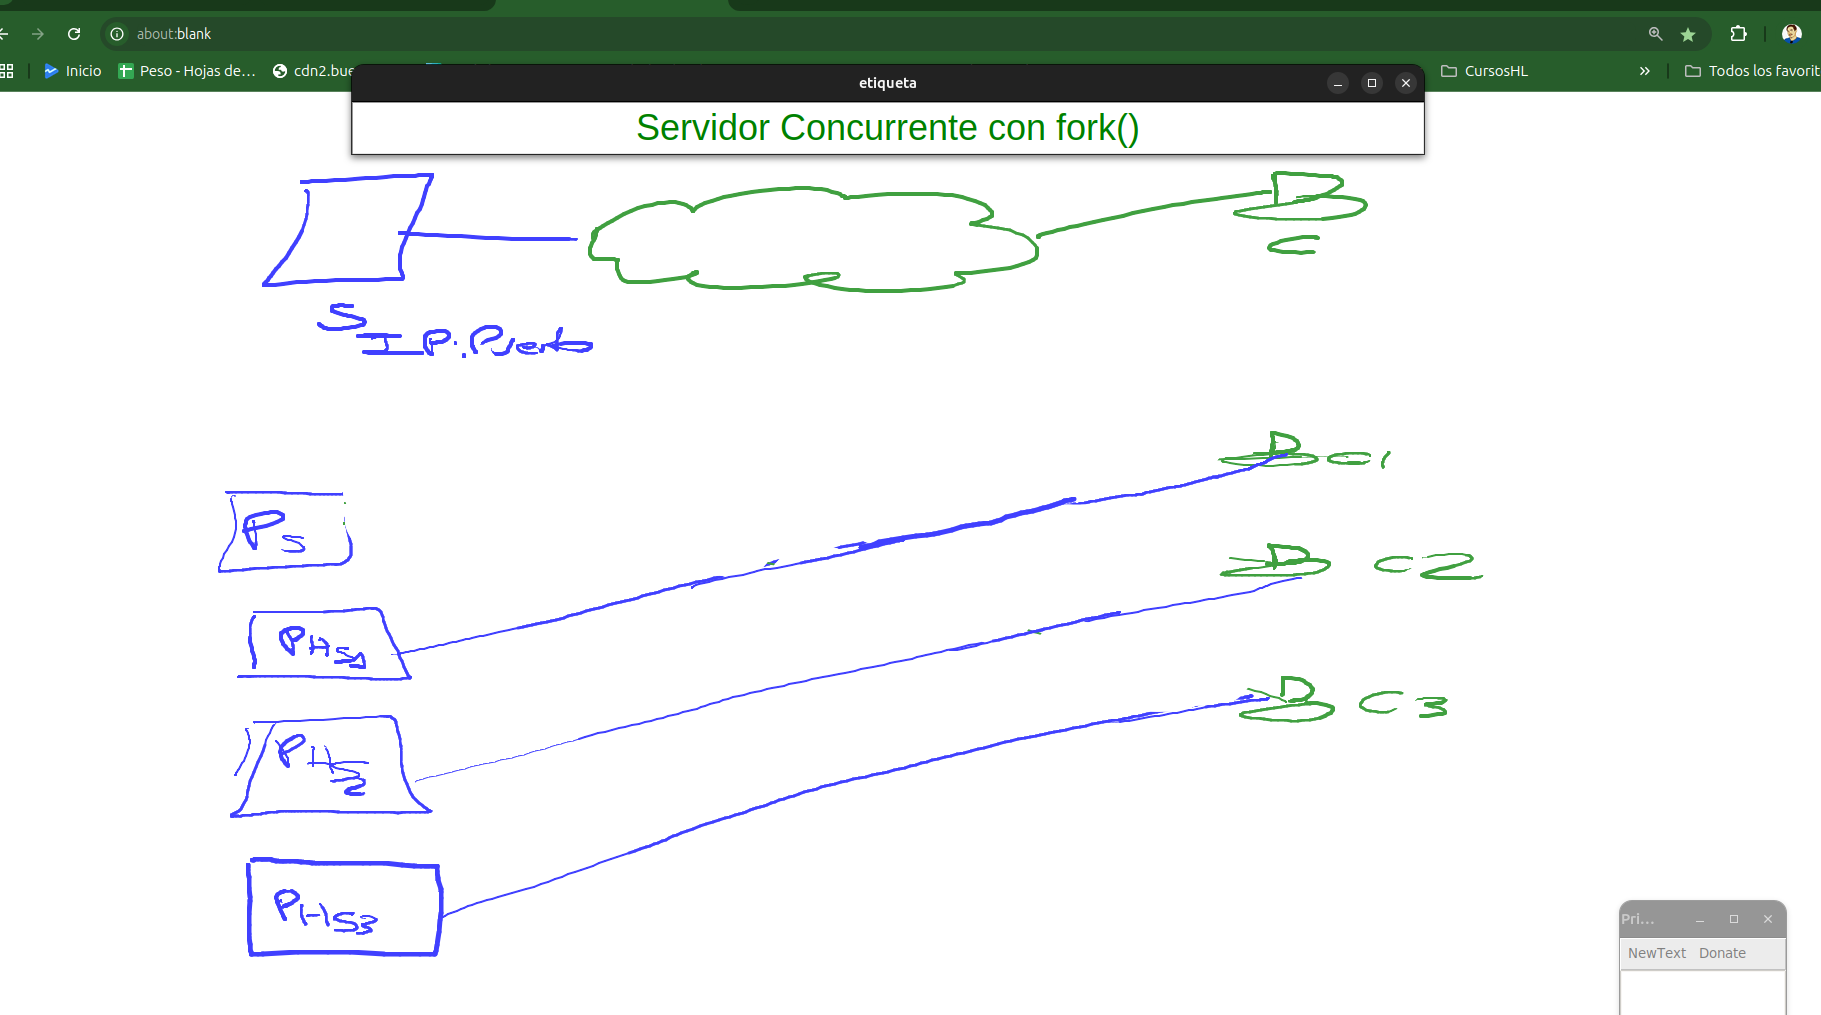 about:blank
Inicio
Peso - Hojas de...
cdn2.bue
CursosHL
»
Todos los favorit
etiqueta
Servidor Concurrente con fork()
C
S
IP.Puerto
C1
PS
C2
PHS1
C3
PHS2
PHS3
Pri...
NewText Donate